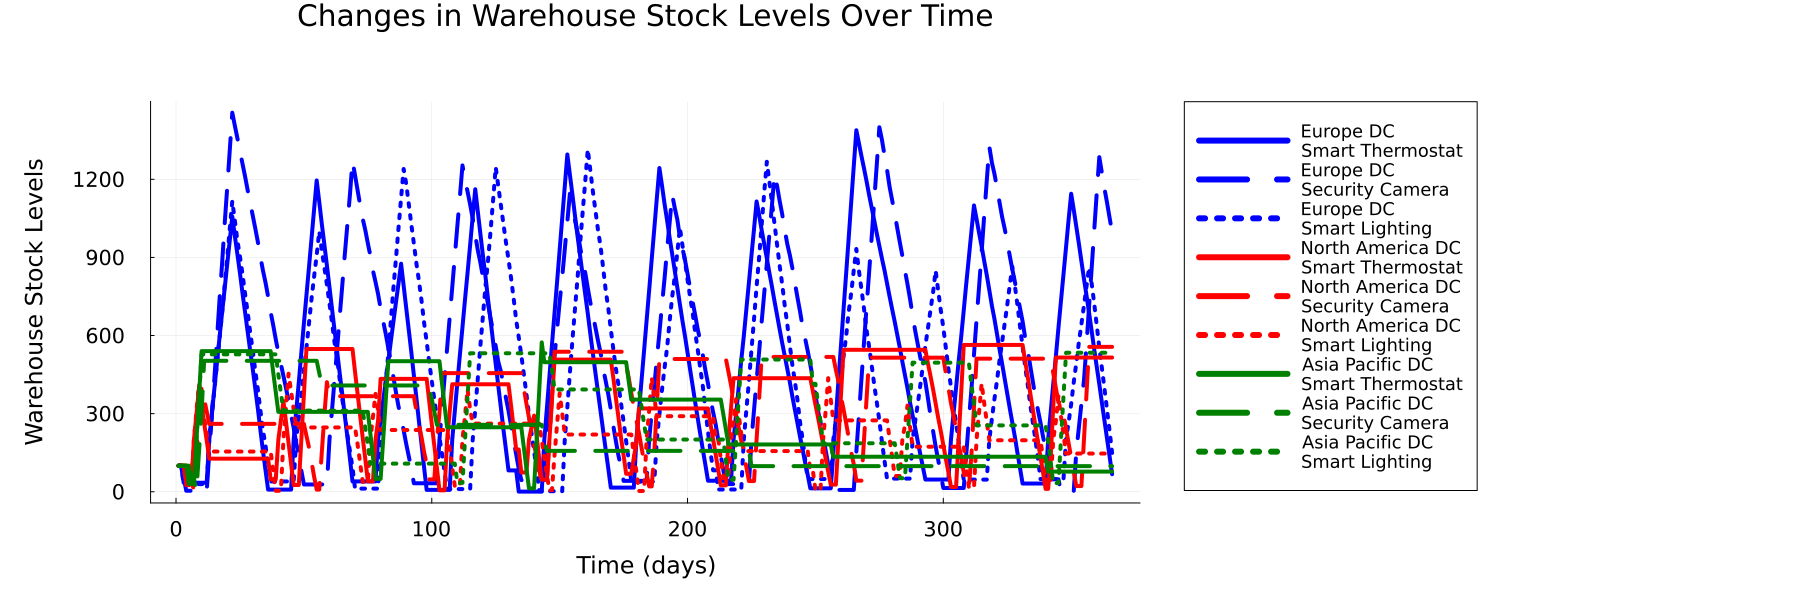 Changes in Warehouse Stock Levels Over Time
Warehouse Stock Levels
1200
900
600
300
0
0
100
200
300
Time (days)
Europe DC
Smart Thermostat
Europe DC
Security Camera
Europe DC
Smart Lighting
North America DC
Smart Thermostat
North America DC
Security Camera
North America DC
Smart Lighting
Asia Pacific DC
Smart Thermostat
Asia Pacific DC
Security Camera
Asia Pacific DC
Smart Lighting